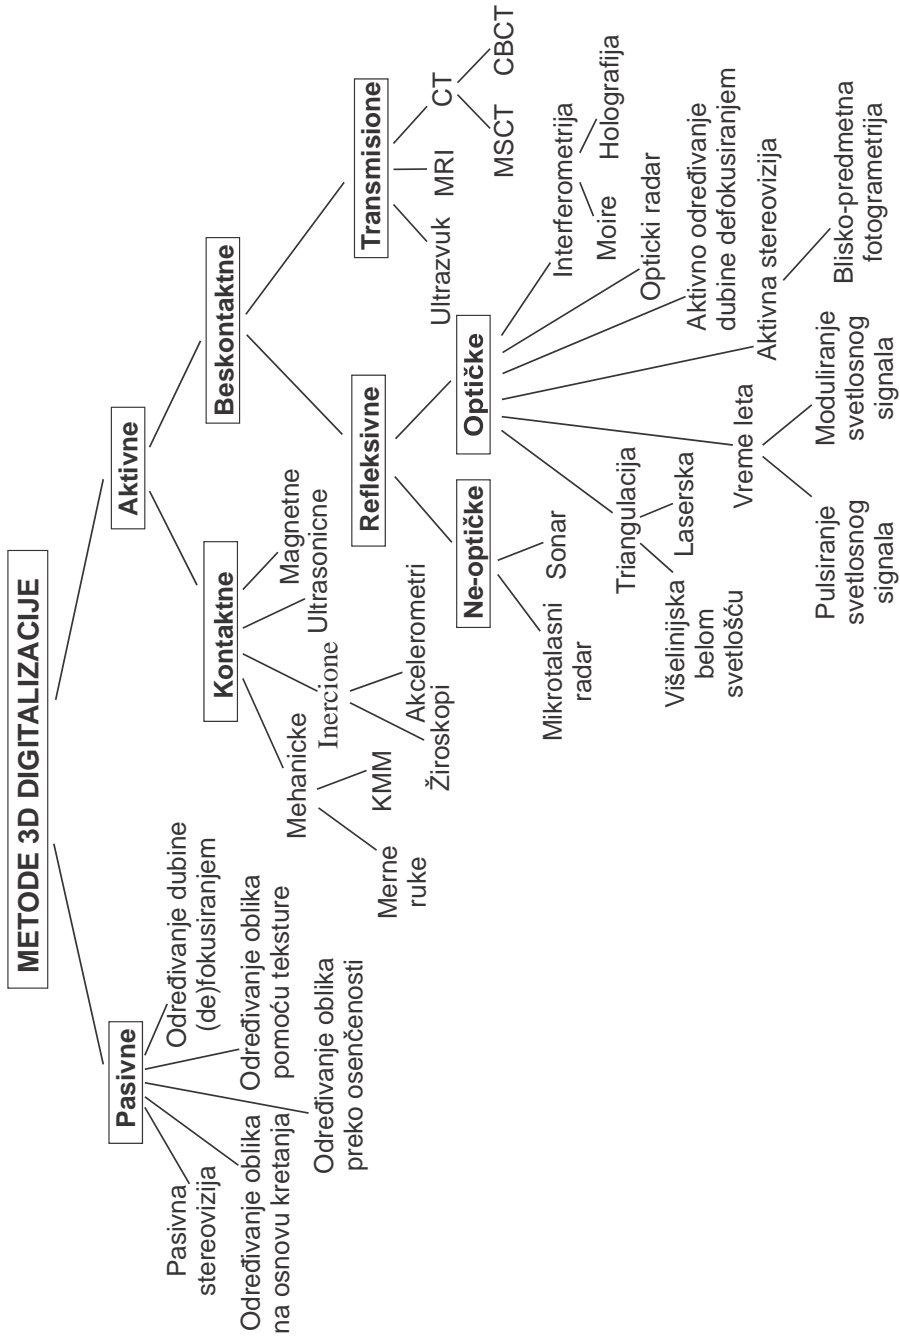 METODE 3D DIGITALIZACIJE
Pasivne
Aktivne
Pasivna
stereovizija
Određivanje oblika
na osnovu kretanja
Određivanje oblika
preko osenčenosti
Određivanje oblika
pomoću teksture
Određivanje dubine
(de)fokusiranjem
Kontaktne
Beskontaktne
Mehanicke
Inercione
Ultrasonicne
Magnetne
Merne
ruke
KMM
Žiroskopi
Akcelerometri
Refleksivne
Transmisione
Ultrazvuk
MRI
CT
MSCT
CBCT
Ne-optičke
Optičke
Mikrotalasni
radar
Sonar
Triangulacija
Višelinijska
belom
svetlošću
Laserska
Vreme leta
Pulsiranje
svetlosnog
signala
Moduliranje
svetlosnog
signala
Aktivna stereovizija
Blisko-predmetna
fotogrametrija
Aktivno određivanje
dubine defokusiranjem
Opticki radar
Interferometrija
Moire
Holografija